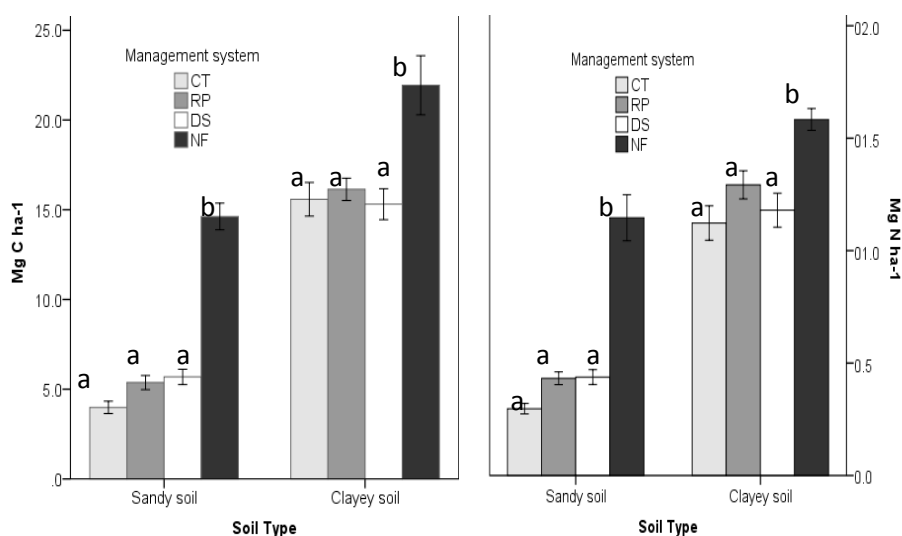 25.0
20.0
15.0
10.0
5.0
.0
Mg C ha-1
Management system
CT
RP
DS
NF
a
a
a
b
a
a
a
b
Sandy soil
Clayey soil
Soil Type
Management system
CT
RP
DS
NF
a
a
a
b
a
a
a
b
Sandy soil
Clayey soil
Soil Type
02.0
01.5
01.0
0.5
0.0
Mg N ha-1